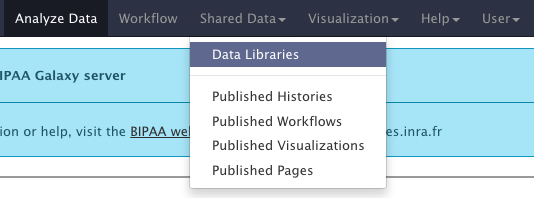 Analyze Data Workflow Shared Data Visualization Help User
Data Libraries
IPAA Galaxy server
Published Histories
Published Workflows
ion or help, visit the BIPAA we es.inra.fr
Published Visualizations
Published Pages